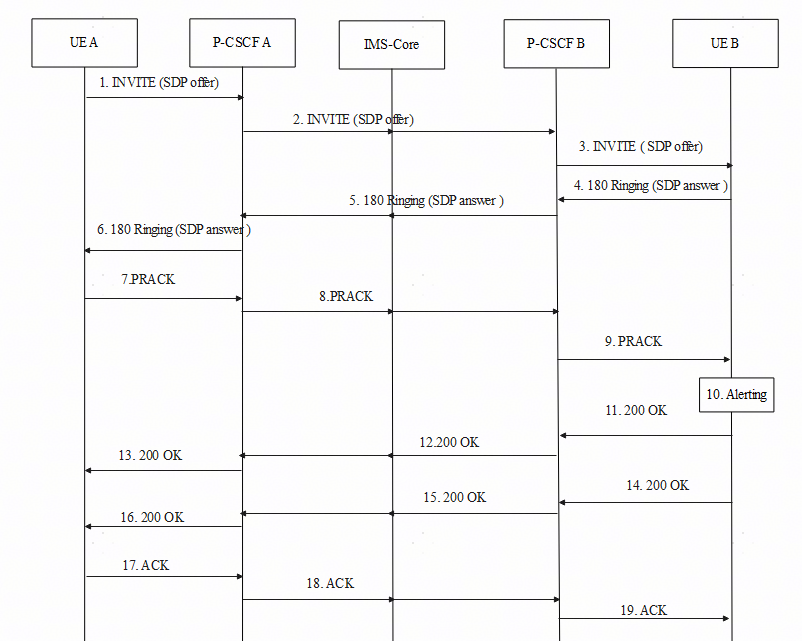 UE A
P-CSCF A
IMS-Core
P-CSCF B
UE B
1. INVITE (SDP offer)
2. INVITE (SDP offer)
3. INVITE ( SDP offer)
4. 180 Ringing (SDP answer )
5. 180 Ringing (SDP answer )
6. 180 Ringing (SDP answer )
7.PRACK
8.PRACK
9. PRACK
10. Alerting
11. 200 OK
12.200 OK
13. 200 OK
14. 200 OK
15. 200 OK
16. 200 OK
17. ACK
18. ACK
19. ACK